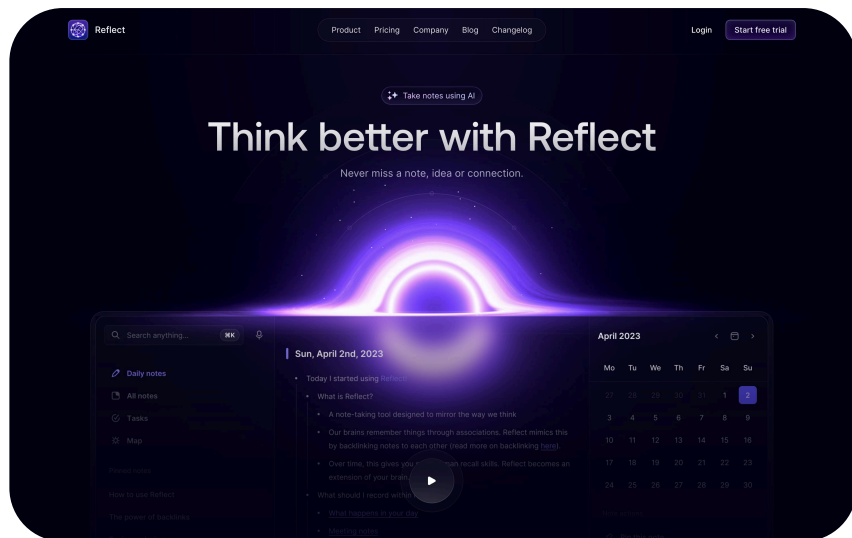 Reflect
Product Pricing Company Blog Changelog
Login
Start free trial
Take notes using AI
Think better with Reflect
Never miss a note, idea or connection.
Search anything...
⌘K
Daily notes
All notes
Tasks
Map
How to use Reflect
The power of backlinks
Sun, April 2nd, 2023
Today I started using Reflect
What is Reflect?
A note-taking tool designed to mirror the way we think
Our brains remember things through associations. Reflect mimics this
by backlinking notes to each other (read more on backlinking here).
Over time, this gives you recall skills. Reflect becomes an
extension of your brain.
What should I record within
What happens in your day
Meeting notes
April 2023
Mo Tu We Th Fr Sa Su
27 28 29 30 31 1 2
3 4 5 6 7 8 9
10 11 12 13 14 15 16
17 18 19 20 21 22 23
24 25 26 27 28 29 30